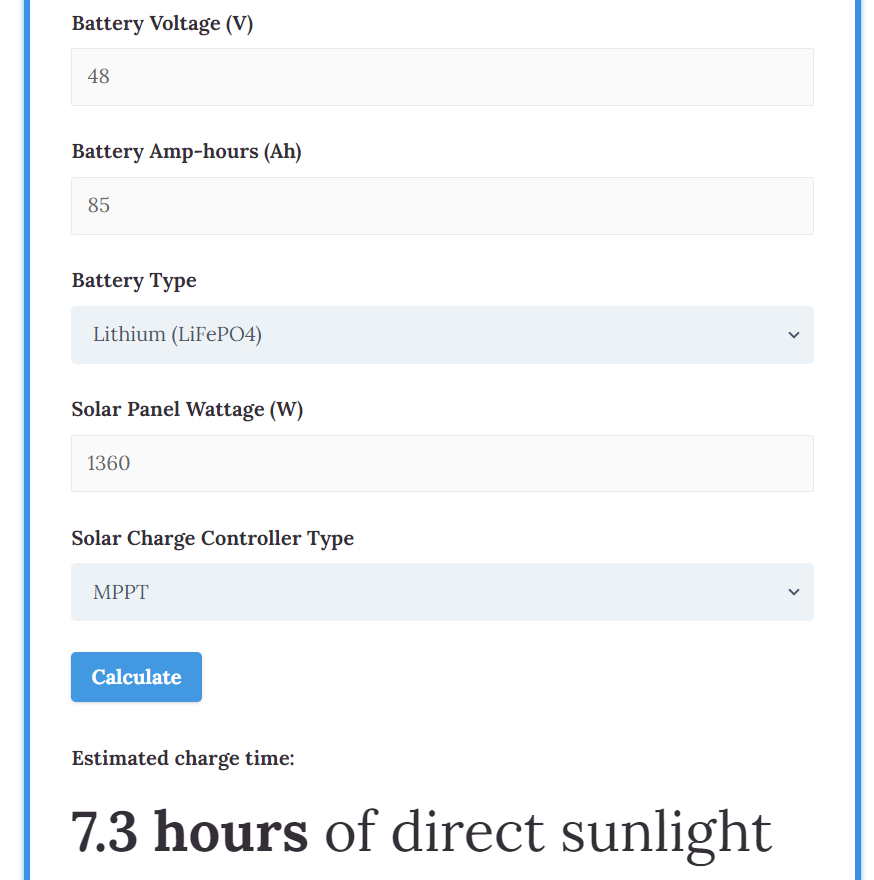 Battery Voltage (V)
48
Battery Amp-hours (Ah)
85
Battery Type
Lithium (LiFePO4)
Solar Panel Wattage (W)
1360
Solar Charge Controller Type
MPPT
Calculate
Estimated charge time:
7.3 hours of direct sunlight